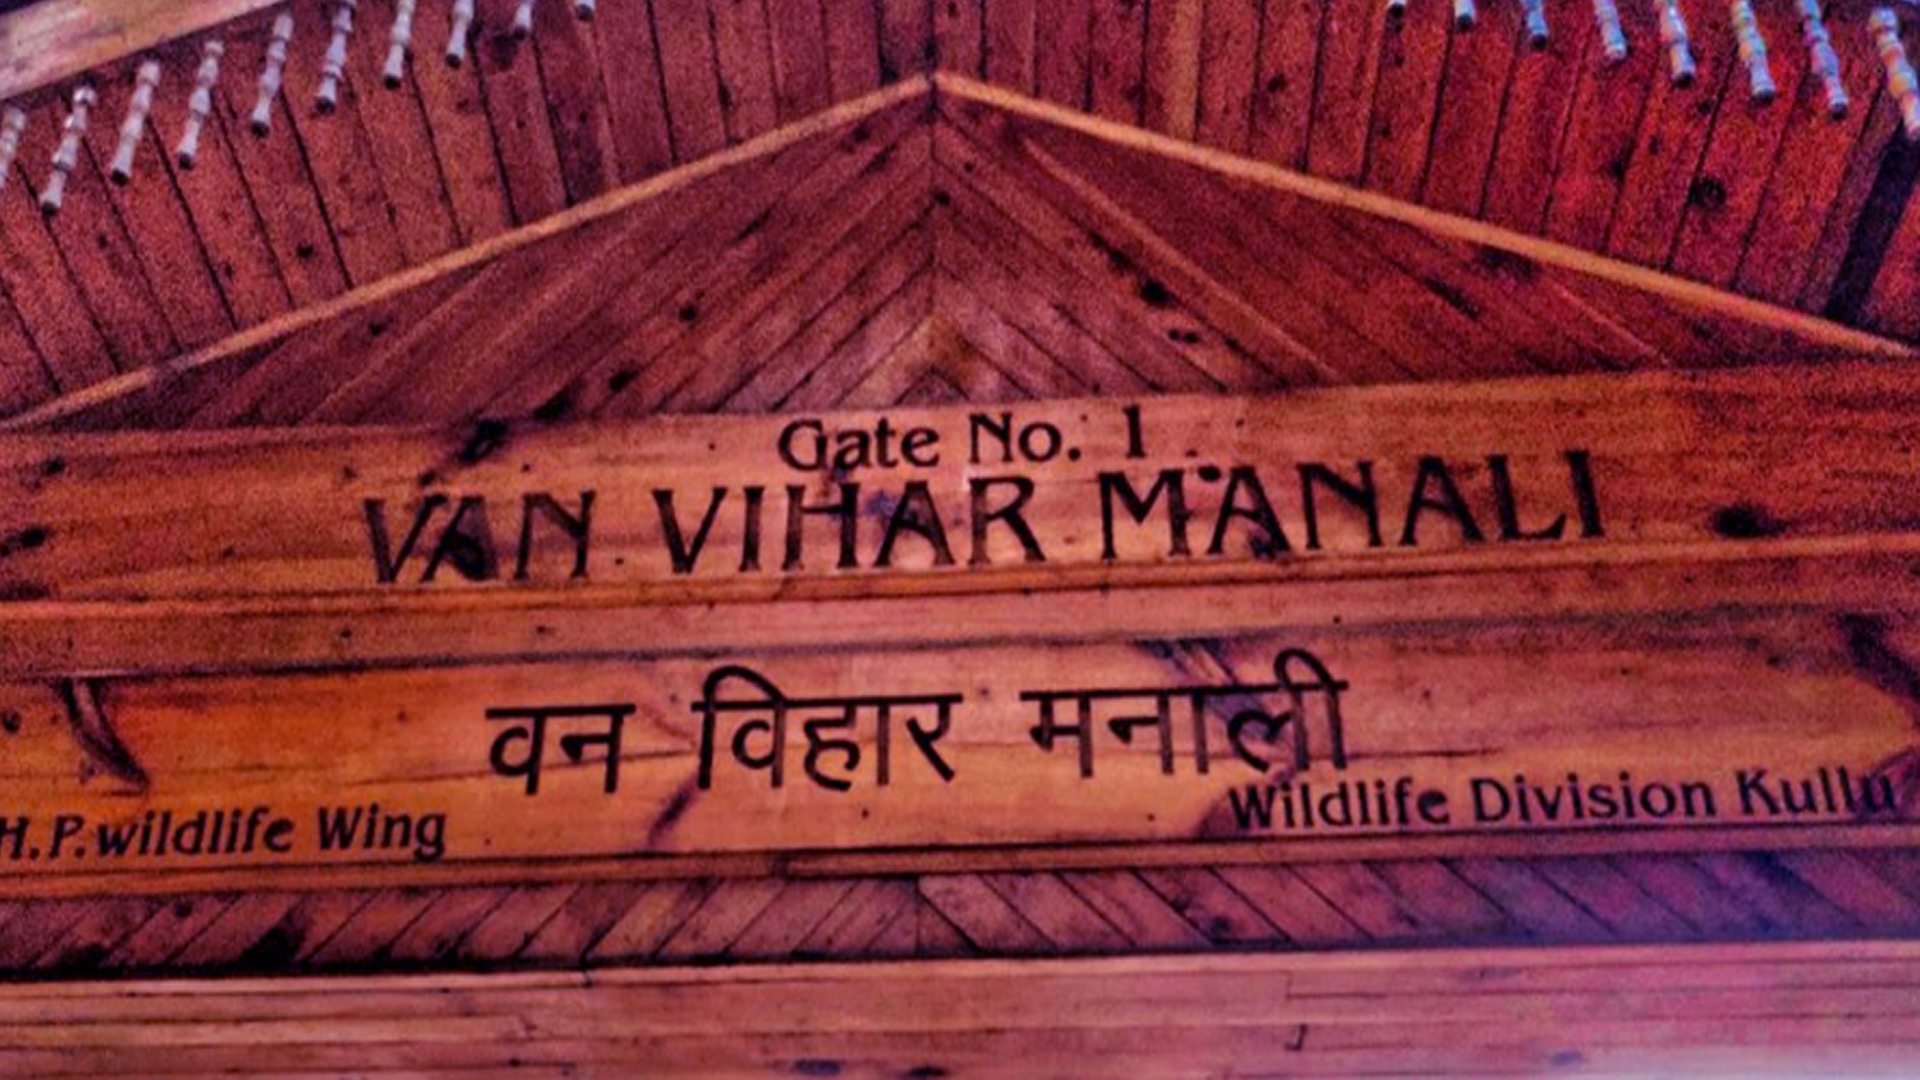 Gate No. 1
VAN VIHAR MANALI
वन विहार मनाली
H.P.wildlife Wing
Wildlife Division Kullu